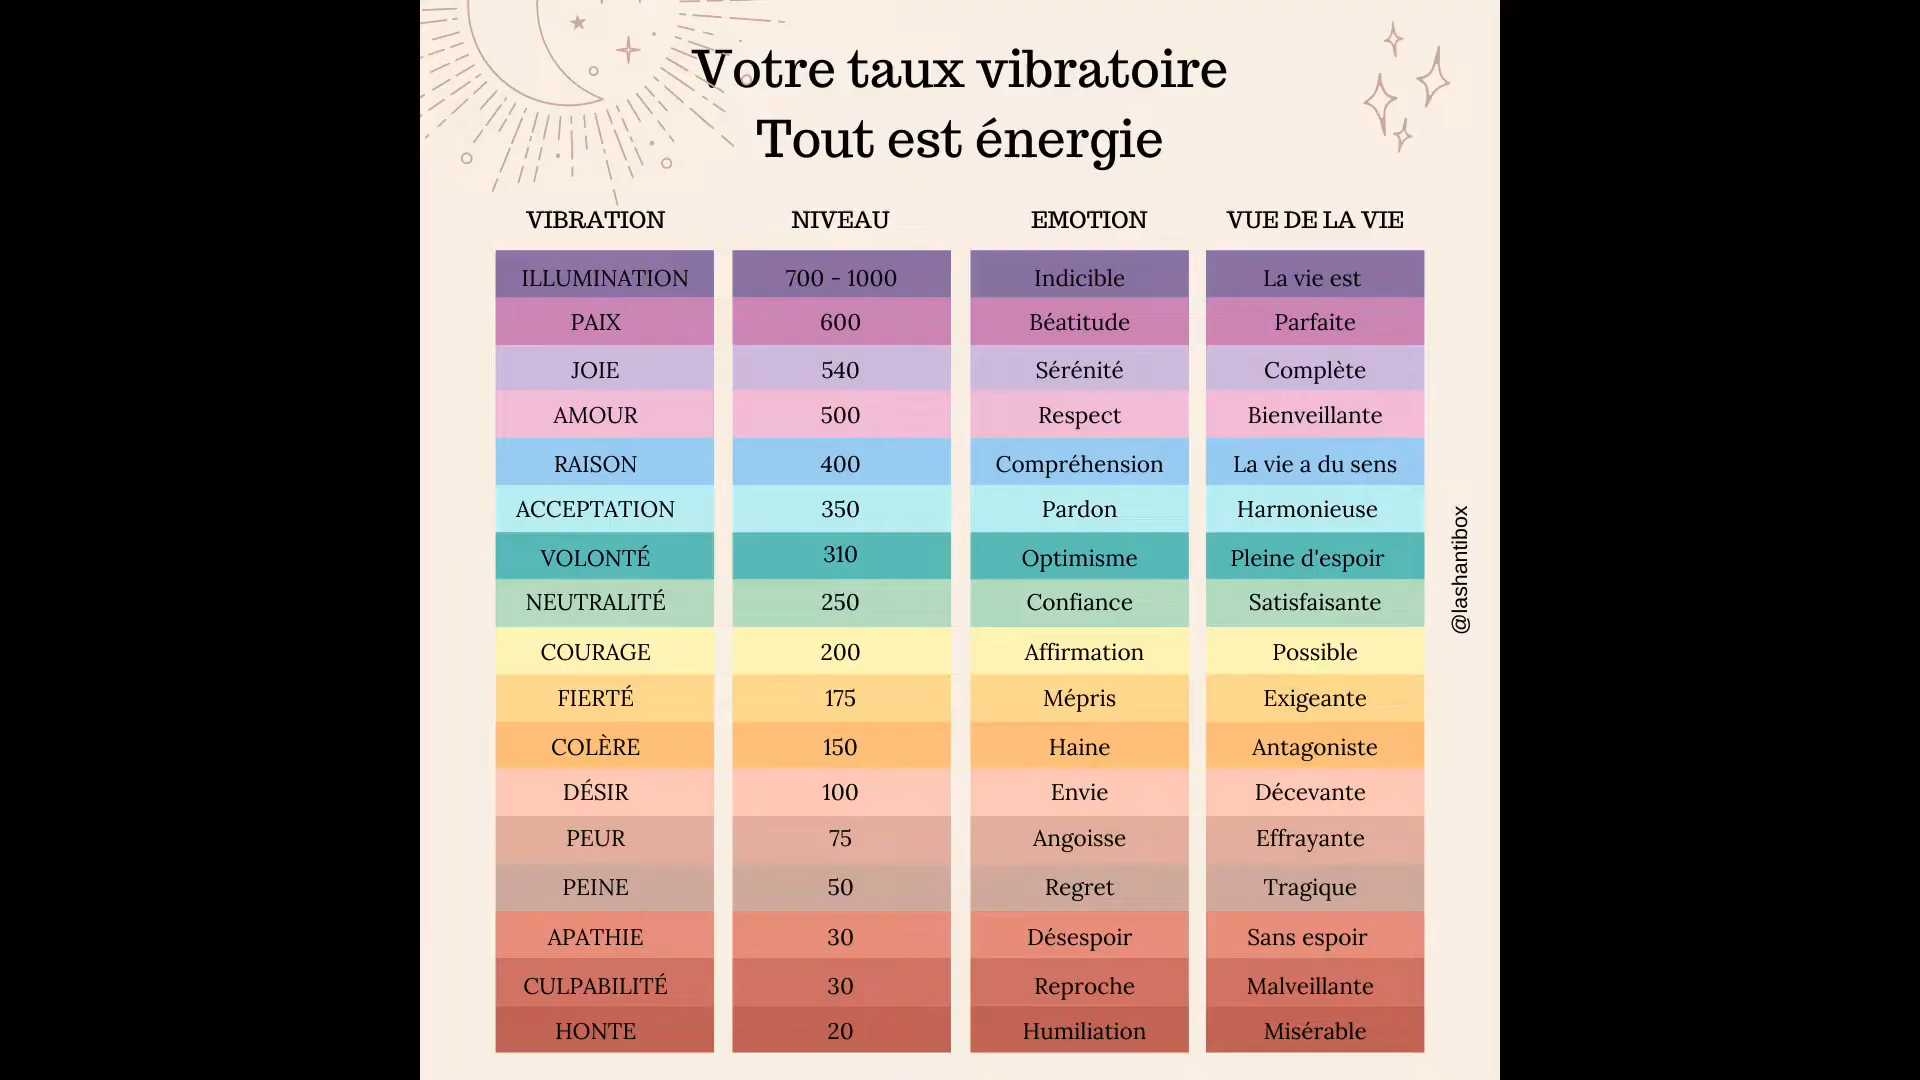 Votre taux vibratoire
Tout est énergie
VIBRATION NIVEAU EMOTION VUE DE LA VIE
ILLUMINATION 700 - 1000 Indicible La vie est
PAIX 600 Béatitude Parfaite
JOIE 540 Sérénité Complète
AMOUR 500 Respect Bienveillante
RAISON 400 Compréhension La vie a du sens
ACCEPTATION 350 Pardon Harmonieuse
VOLONTÉ 310 Optimisme Pleine d'espoir
NEUTRALITÉ 250 Confiance Satisfaisante
COURAGE 200 Affirmation Possible
FIERTÉ 175 Mépris Exigeante
COLÈRE 150 Haine Antagoniste
DÉSIR 100 Envie Décevante
PEUR 75 Angoisse Effrayante
PEINE 50 Regret Tragique
APATHIE 30 Désespoir Sans espoir
CULPABILITÉ 30 Reproche Malveillante
HONTE 20 Humiliation Misérable
@lashantibox